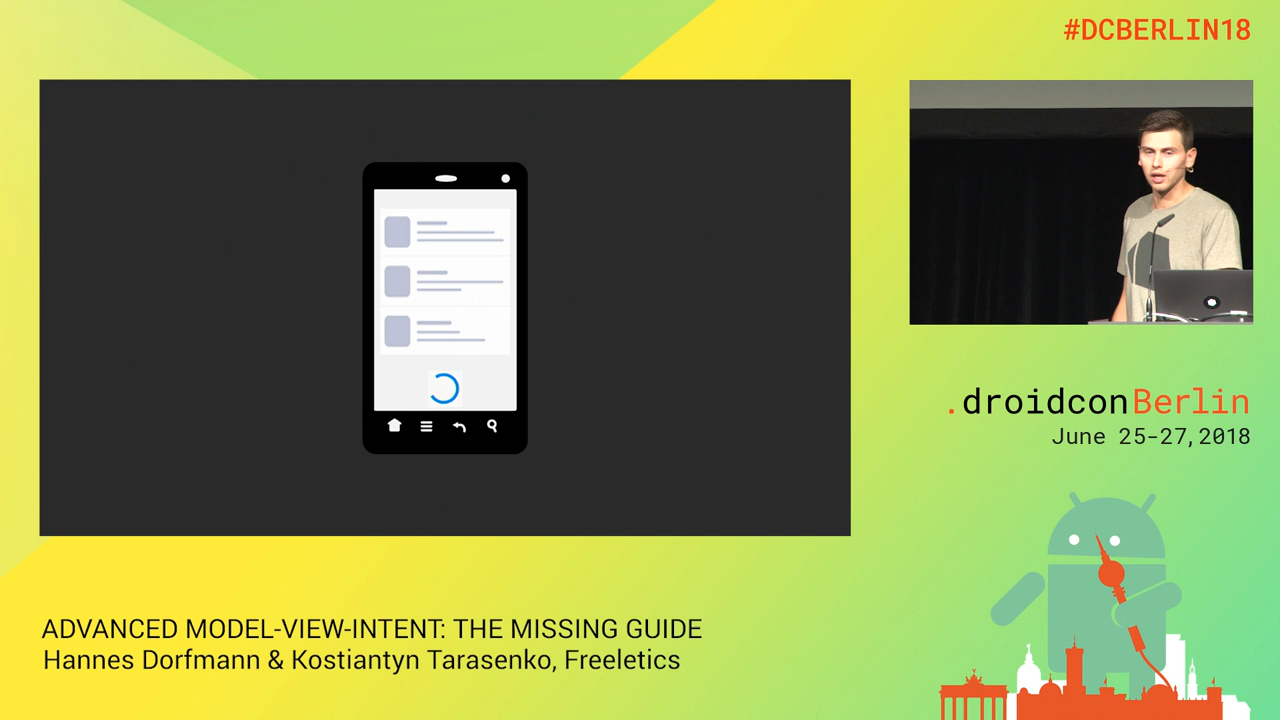 #DCBERLIN18
.droidconBerlin
June 25-27, 2018
ADVANCED MODEL-VIEW-INTENT: THE MISSING GUIDE
Hannes Dorfmann & Kostiantyn Tarasenko, Freeletics